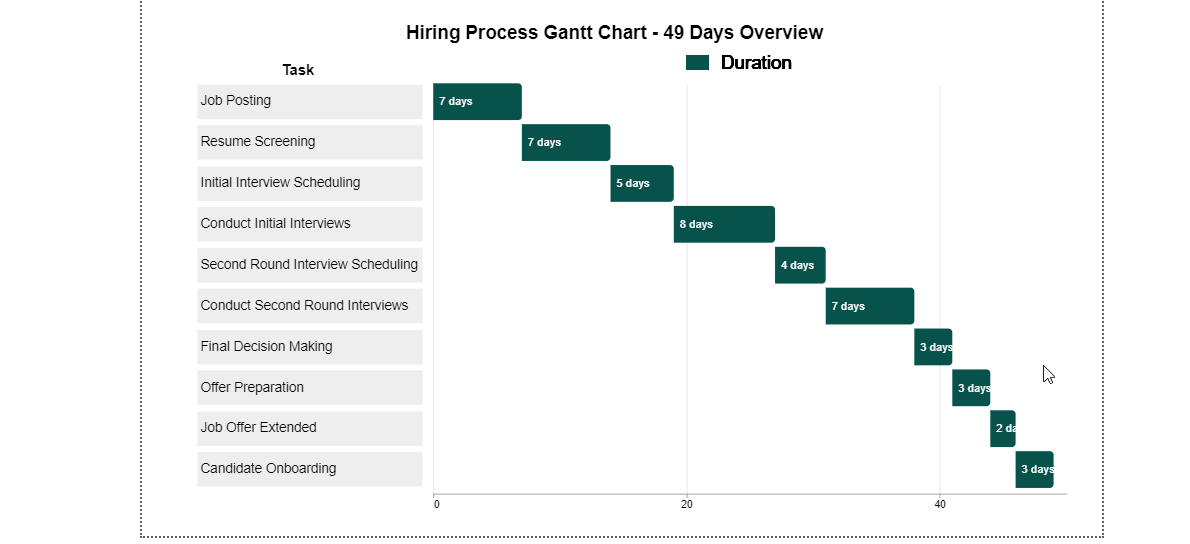 Hiring Process Gantt Chart - 49 Days Overview
Duration
Task
Job Posting
7 days
Resume Screening
7 days
Initial Interview Scheduling
5 days
Conduct Initial Interviews
8 days
Second Round Interview Scheduling
4 days
Conduct Second Round Interviews
7 days
Final Decision Making
3 days
Offer Preparation
3 days
Job Offer Extended
2 da
Candidate Onboarding
3 days
0
20
40